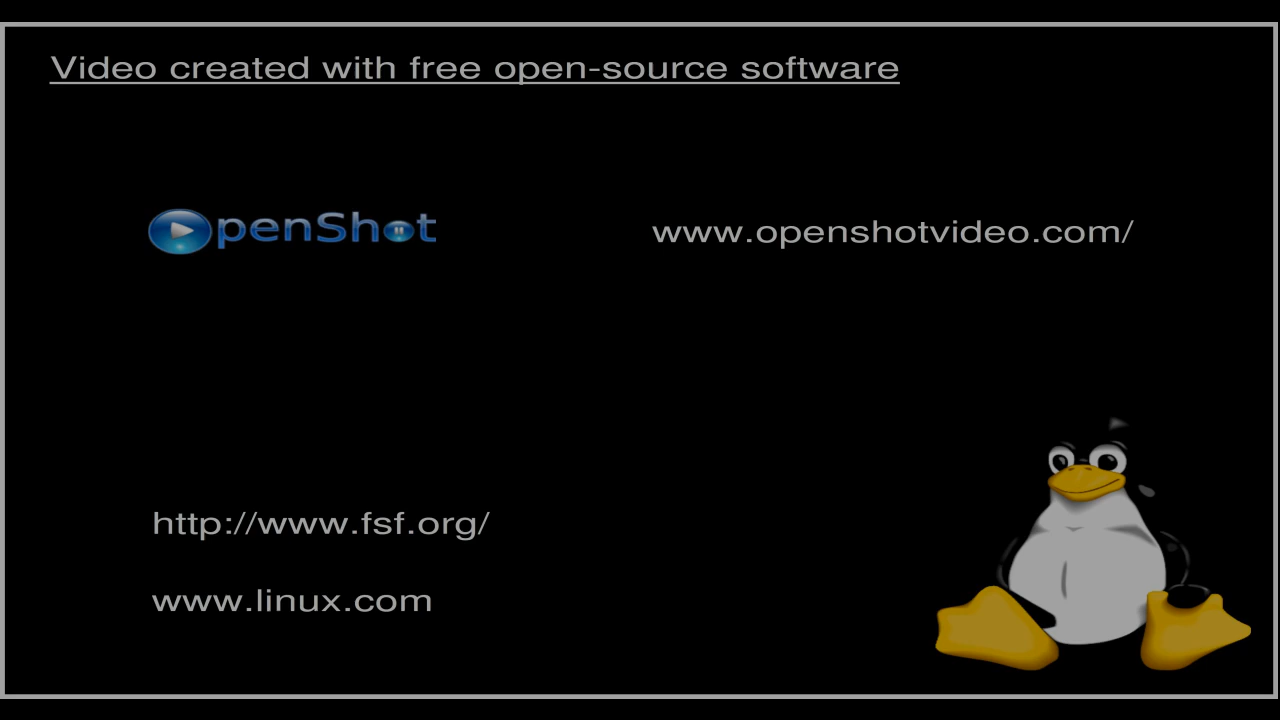 Video created with free open-source software
OpenShot
www.openshotvideo.com/
http://www.fsf.org/
www.linux.com